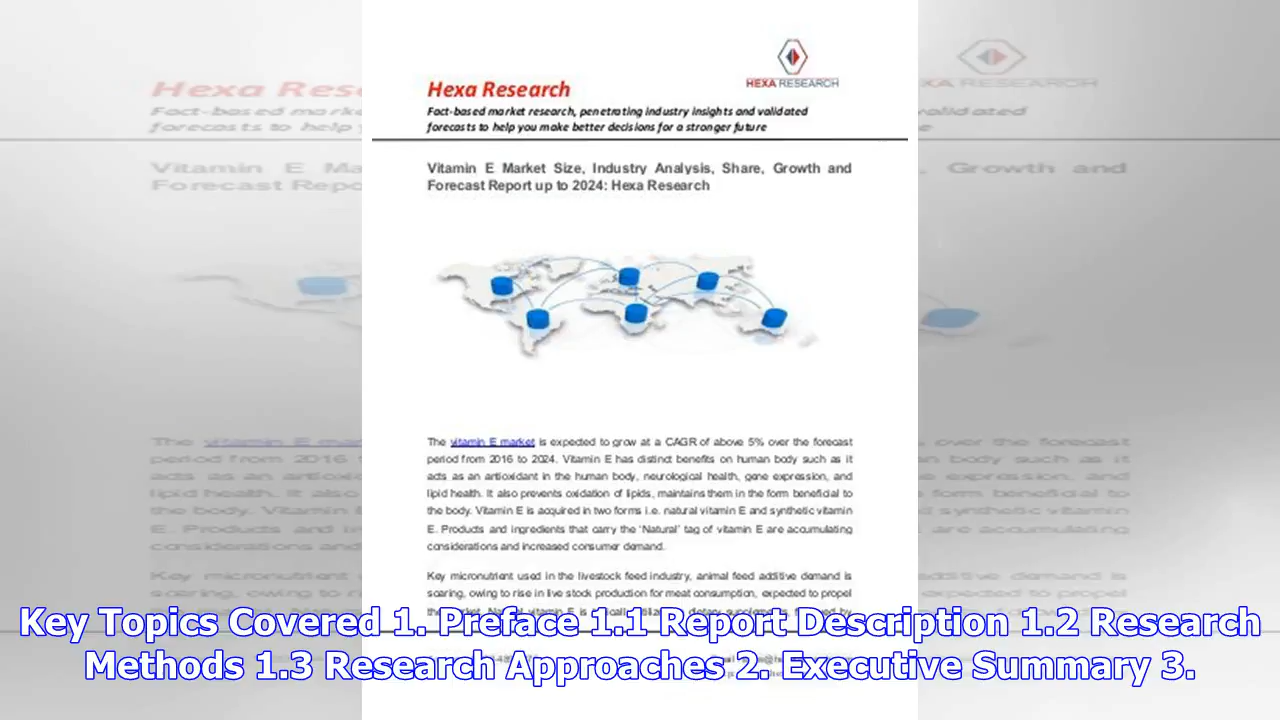 HEXA RESEARCH
Hexa Research
Fact-based market research, penetrating industry insights and validated
forecasts to help you make better decisions for a stronger future
Vitamin E Market Size, Industry Analysis, Share, Growth and
Forecast Report up to 2024: Hexa Research
The vitamin E market is expected to grow at a CAGR of above 5% over the forecast
period from 2016 to 2024. Vitamin E has distinct benefits on human body such as it
acts as an antioxidant in the human body, neurological health, gene expression, and
lipid health. It also prevents oxidation of lipids, maintains them in the form beneficial to
the body. Vitamin E is acquired in two forms i.e. natural vitamin E and synthetic vitamin
E. Products and ingredients that carry the 'Natural' tag of vitamin E are accumulating
considerations and increased consumer demand.
Key micronutrient used in the livestock feed industry, animal feed additive demand is
soaring, owing to rise in live stock production for meat consumption, expected to propel
Key Topics Covered 1. Preface 1.1 Report Description 1.2 Research
Methods 1.3 Research Approaches 2. Executive Summary 3.